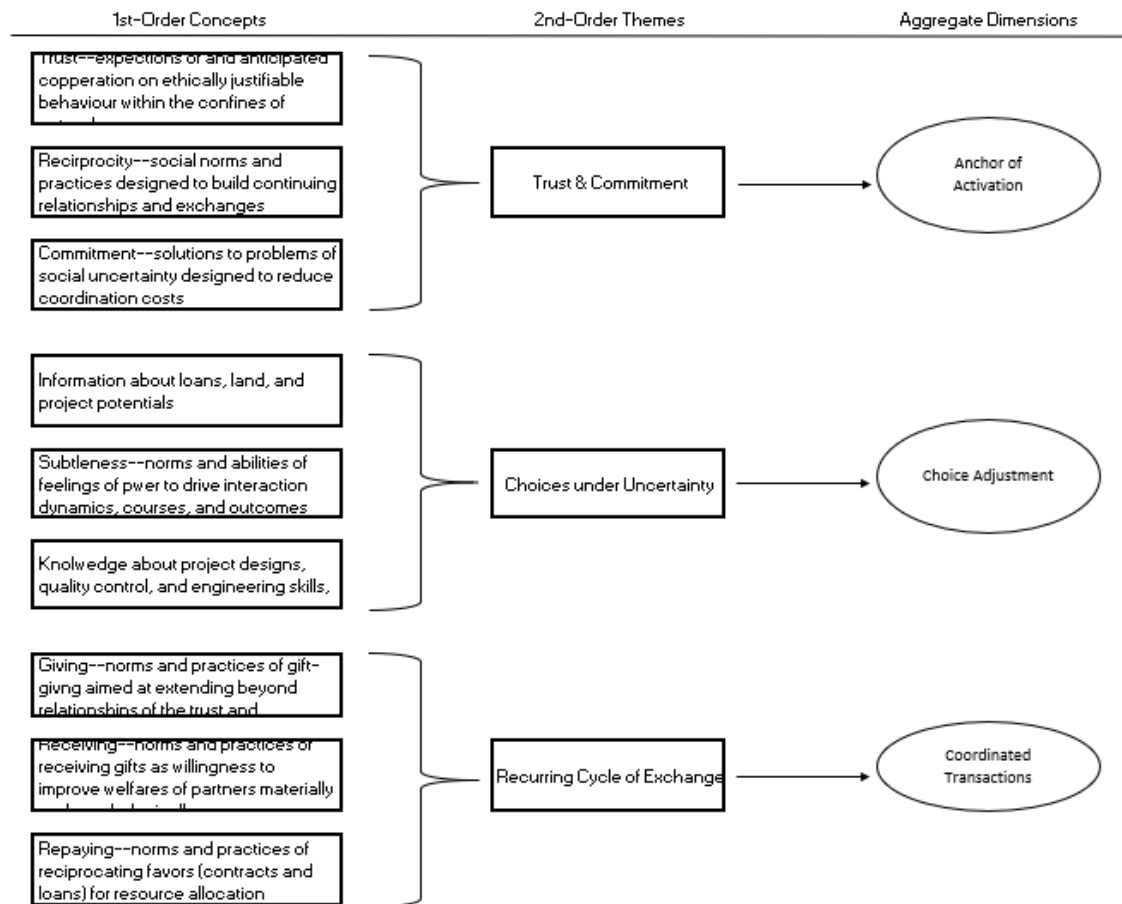 1st-Order Concepts
2nd-Order Themes
Aggregate Dimensions
Trust--expections of and anticipated
copperation on ethically justifiable
behaviour within the confines of
Reciprocity--social norms and
practices designed to build continuing
relationships and exchanges
Commitment--solutions to problems of
social uncertainty designed to reduce
coordination costs
Trust & Commitment
Anchor of
Activation
Information about loans, land, and
project potentials
Subtleness--norms and abilities of
feelings of pwer to drive interaction
dynamics, courses, and outcomes
Knolwedge about project designs,
quality control, and engineering skills,
Choices under Uncertainty
Choice Adjustment
Giving--norms and practices of gift-
givng aimed at extending beyond
relationships of the trust and
Receiving--norms and practices of
receiving gifts as willingness to
improve welfares of partners materially
Repaying--norms and practices of
reciprocating favors (contracts and
loans) for resource allocation
Recurring Cycle of Exchange
Coordinated
Transactions